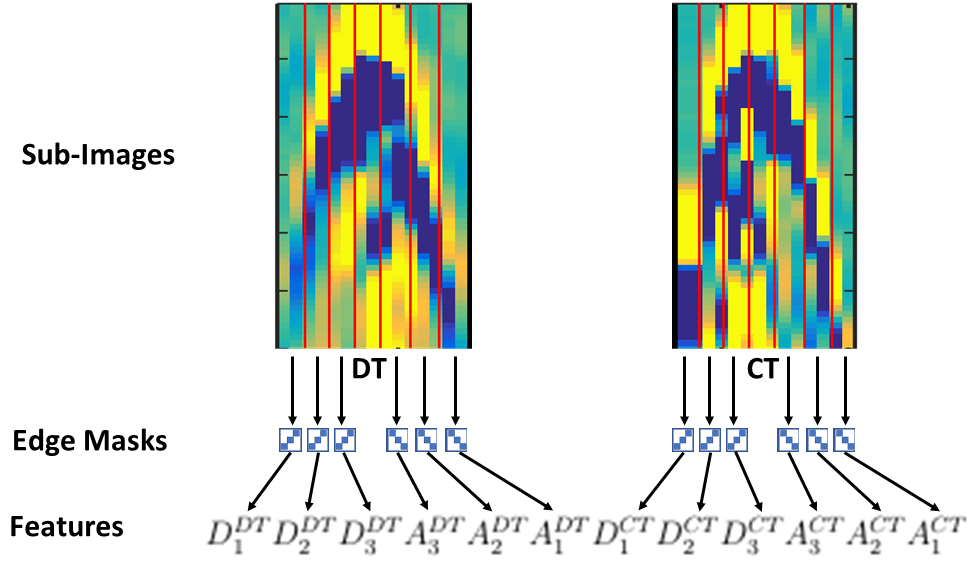 Sub-Images
DT CT
Edge Masks
Features
$D_1^{DT}$ $D_2^{DT}$ $D_3^{DT}$ $A_3^{DT}$ $A_2^{DT}$ $A_1^{DT}$ $D_1^{CT}$ $D_2^{CT}$ $D_3^{CT}$ $A_3^{CT}$ $A_2^{CT}$ $A_1^{CT}$